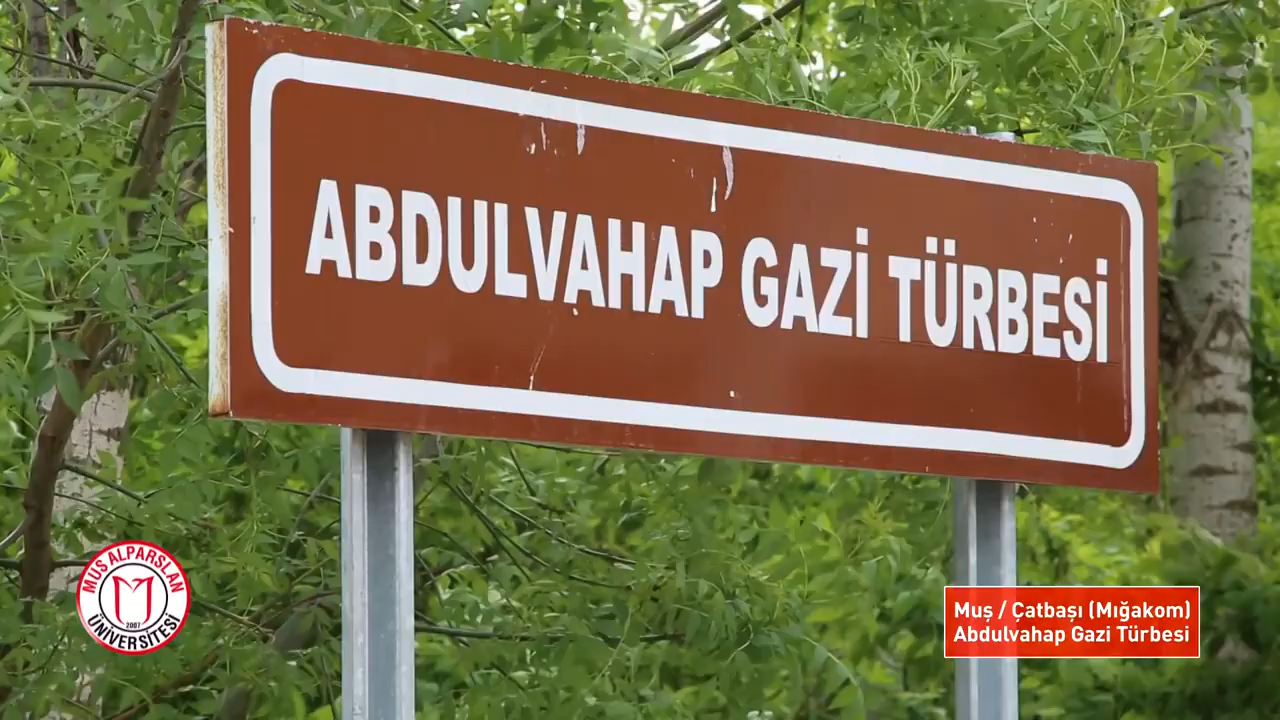 ABDULVAHAP GAZİ TÜRBESİ
MUŞ ALPARSLAN
2007
ÜNİVERSİTESİ
Muş / Çatbaşı (Mığakom)
Abdulvahap Gazi Türbesi